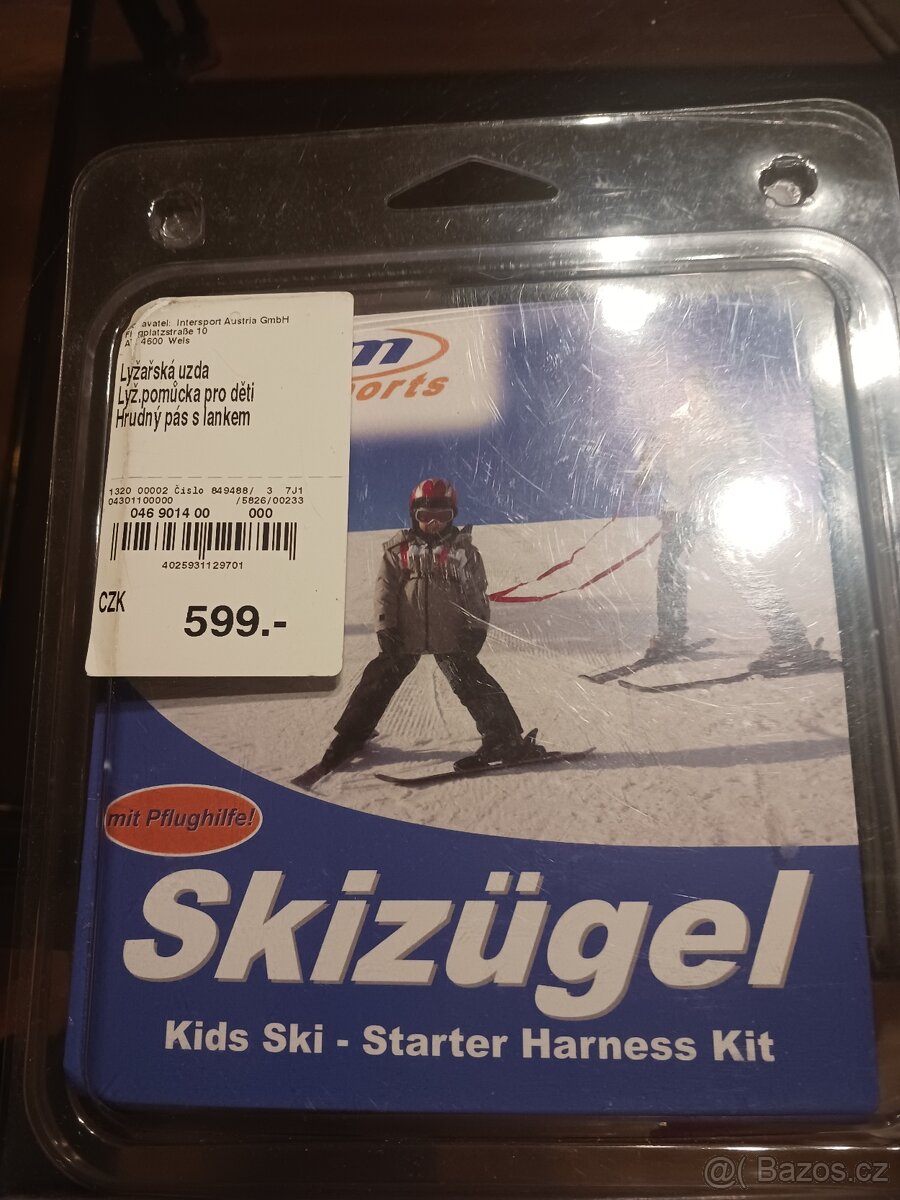 avatel: Intersport Austria GmbH
platzstraße 10
4600 Wels
Lyžařská uzda
Lyž.pomůcka pro děti
Hrudný pás s lankem
1320 00002 Číslo 849488/ 3 7J1
04301100000 /5826/00233
046 9014 00 000
4025931129701
CZK 599.-
m
orts
mit Pflughilfe!
Skizügel
Kids Ski - Starter Harness Kit
@( Bazos.cz